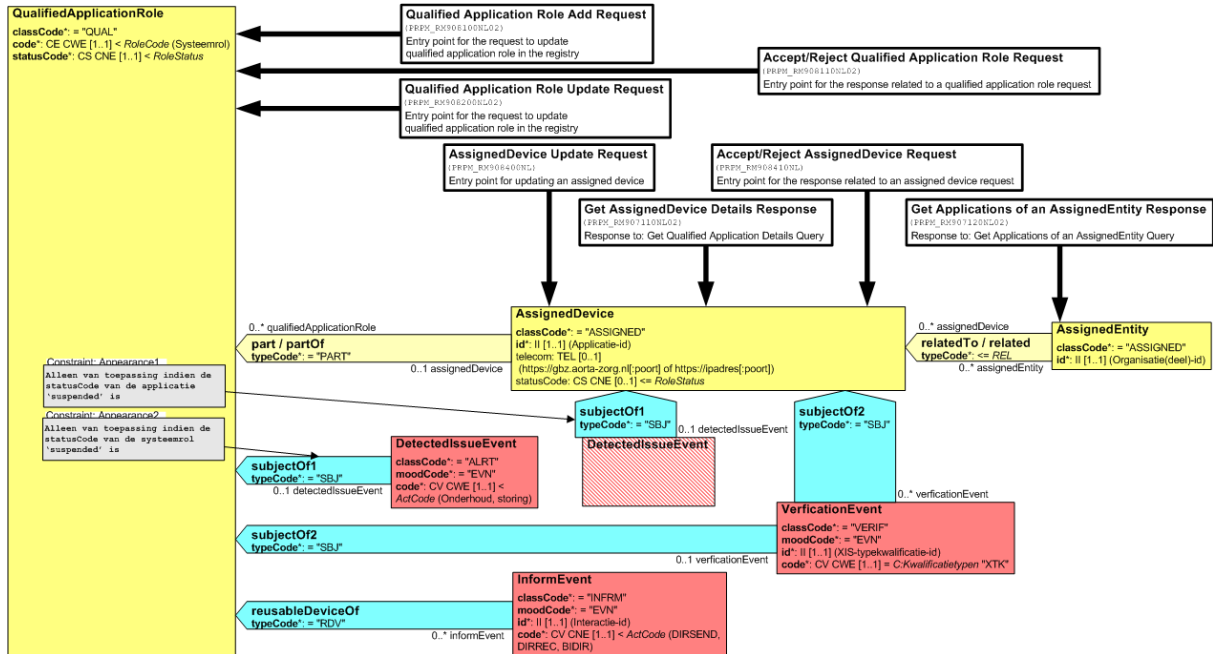 QualifiedApplicationRole
classCode*: = "QUAL"
code*: CE CWE [1..1] < RoleCode (Systeemrol)
statusCode*: CS CNE [1..1] < RoleStatus
Qualified Application Role Add Request
(PRPM_RM908100NL02)
Entry point for the request to update
qualified application role in the registry
Accept/Reject Qualified Application Role Request
(PRPM_RM908110NL02)
Entry point for the response related to a qualified application role request
Qualified Application Role Update Request
(PRPM_RM908200NL02)
Entry point for the request to update
qualified application role in the registry
AssignedDevice Update Request
(PRPM_RM908400NL)
Entry point for updating an assigned device
Accept/Reject AssignedDevice Request
(PRPM_RM908410NL)
Entry point for the response related to an assigned device request
Get AssignedDevice Details Response
(PRPM_RM907110NL02)
Response to: Get Qualified Application Details Query
Get Applications of an AssignedEntity Response
(PRPM_RM907120NL02)
Response to: Get Applications of an AssignedEntity Query
0..* qualifiedApplicationRole
part / partOf
typeCode*: = "PART"
0..1 assignedDevice
AssignedDevice
classCode*: = "ASSIGNED"
id*: II [1..1] (Applicatie-id)
telecom: TEL [0..1]
(https://gbz.aorta-zorg.nl[:poort] of https://ipadres[:poort])
statusCode: CS CNE [0..1] <= RoleStatus
0..* assignedDevice
relatedTo / related
typeCode*: <= REL
0..* assignedEntity
AssignedEntity
classCode*: = "ASSIGNED"
id*: II [1..1] (Organisatie(deel)-id)
Constraint: Appearance1
Alleen van toepassing indien de
statusCode van de applicatie
‘suspended’ is
Constraint: Appearance2
Alleen van toepassing indien de
statusCode van de systeemrol
‘suspended’ is
subjectOf1
typeCode*: = "SBJ"
0..1 detectedIssueEvent
DetectedIssueEvent
subjectOf2
typeCode*: = "SBJ"
0..* verficationEvent
subjectOf1
typeCode*: = "SBJ"
0..1 detectedIssueEvent
DetectedIssueEvent
classCode*: = "ALRT"
moodCode*: = "EVN"
code*: CV CWE [1..1] <
ActCode (Onderhoud, storing)
subjectOf2
typeCode*: = "SBJ"
0..1 verficationEvent
VerficationEvent
classCode*: = "VERIF"
moodCode*: = "EVN"
id*: II [1..1] (XIS-typekwalificatie-id)
code*: CV CWE [1..1] = C:Kwalificatietypen "XTK"
reusableDeviceOf
typeCode*: = "RDV"
0..* informEvent
InformEvent
classCode*: = "INFRM"
moodCode*: = "EVN"
id*: II [1..1] (Interactie-id)
code*: CV CNE [1..1] < ActCode (DIRSEND,
DIRREC, BIDIR)